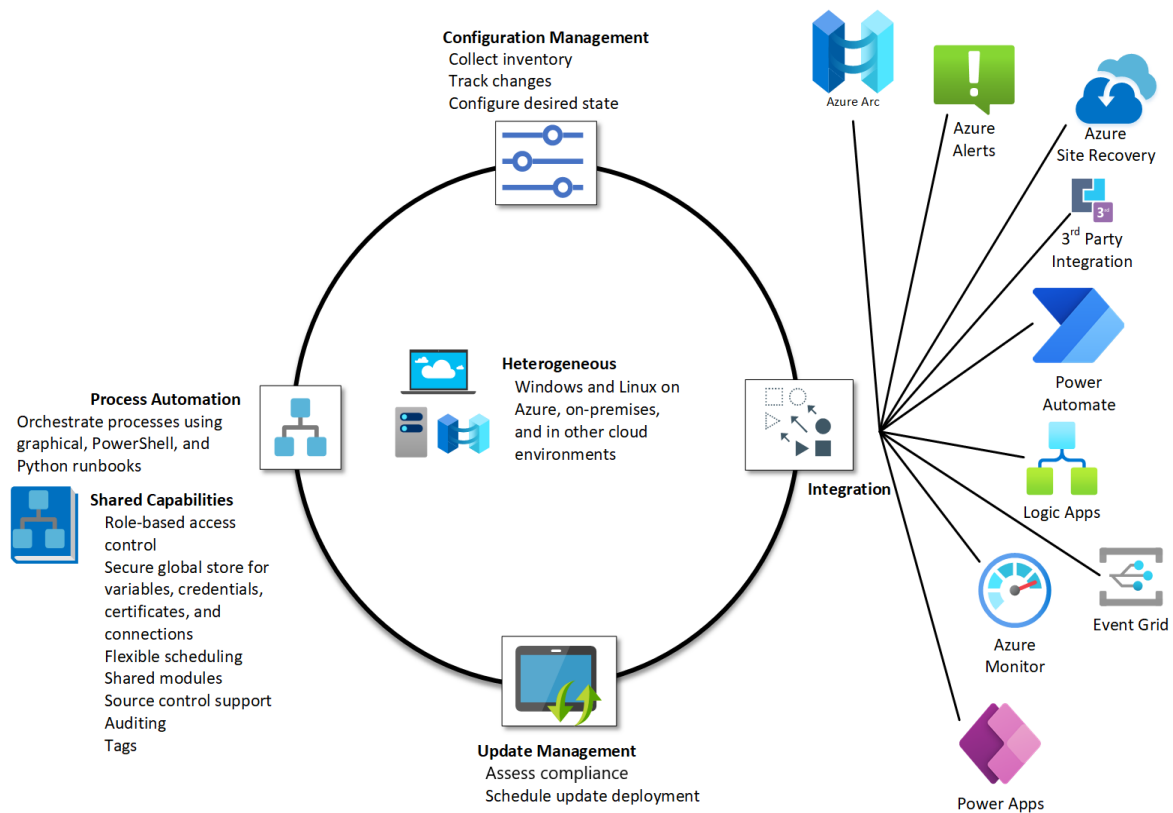 Configuration Management
Collect inventory
Track changes
Configure desired state
Azure Arc
Azure
Alerts
Azure
Site Recovery
3rd
3rd Party
Integration
Power
Automate
Logic Apps
Event Grid
Azure
Monitor
Power Apps
Integration
Heterogeneous
Windows and Linux on
Azure, on-premises,
and in other cloud
environments
Process Automation
Orchestrate processes using
graphical, PowerShell, and
Python runbooks
Shared Capabilities
Role-based access
control
Secure global store for
variables, credentials,
certificates, and
connections
Flexible scheduling
Shared modules
Source control support
Auditing
Tags
Update Management
Assess compliance
Schedule update deployment